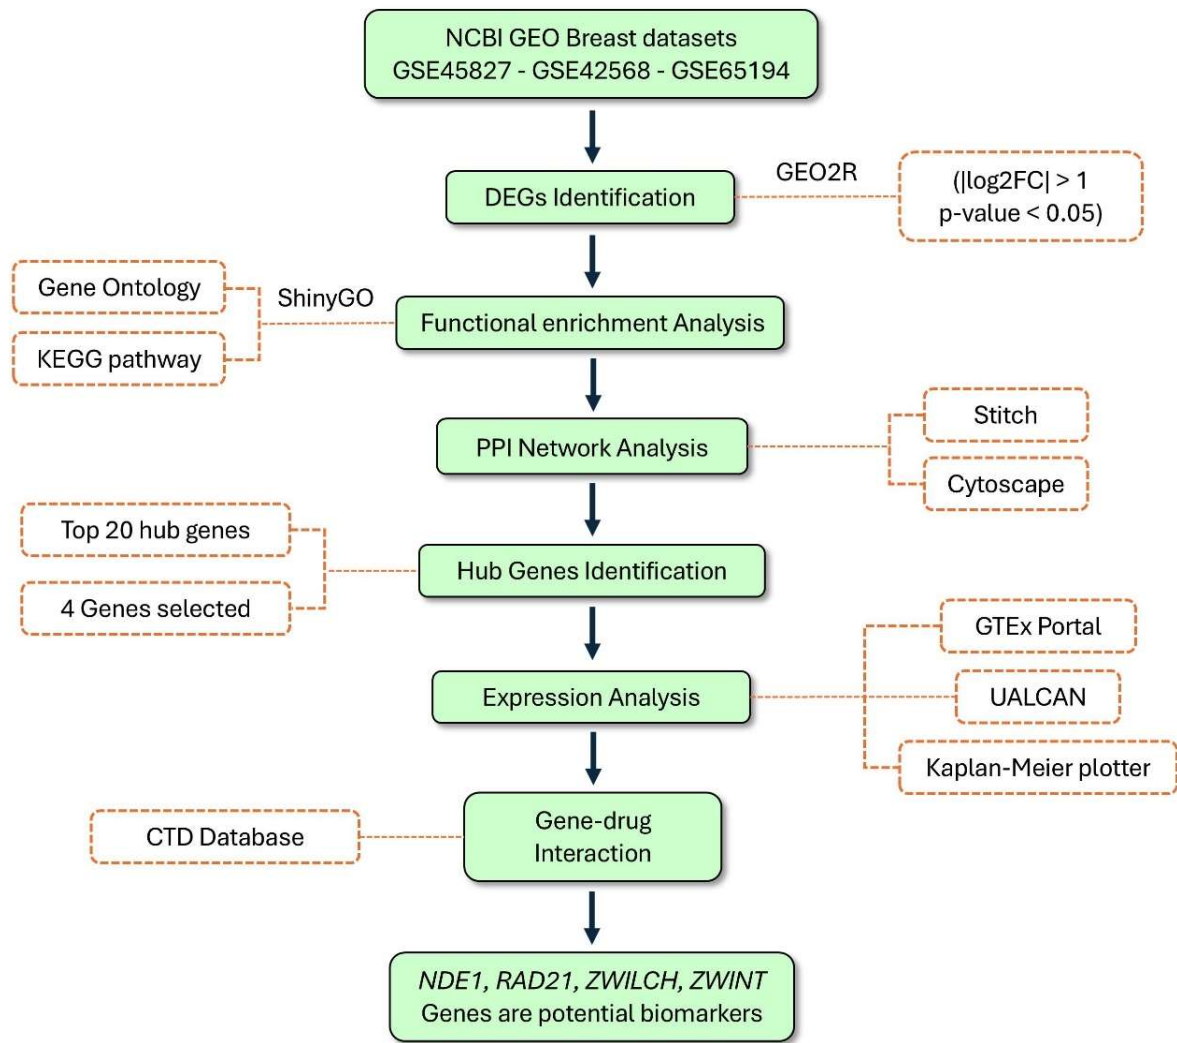 NCBI GEO Breast datasets
GSE45827 - GSE42568 - GSE65194
GEO2R
DEGs Identification
(|log2FC| > 1
p-value < 0.05)
Gene Ontology
ShinyGO
KEGG pathway
Functional enrichment Analysis
Stitch
PPI Network Analysis
Cytoscape
Top 20 hub genes
Hub Genes Identification
4 Genes selected
GTEx Portal
Expression Analysis
UALCAN
Kaplan-Meier plotter
CTD Database
Gene-drug
Interaction
NDE1, RAD21, ZWILCH, ZWINT
Genes are potential biomarkers